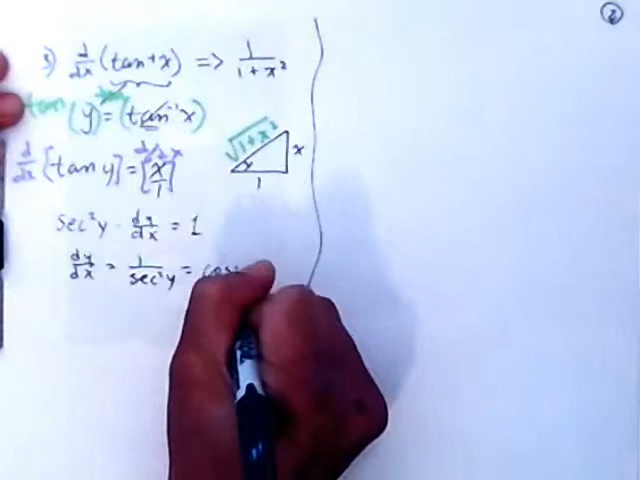 3) d/dx (tan⁻¹x) => 1/(1+x²)
tan (y) = tan (tan⁻¹x)
d/dx [tan y] = d/dx [x/1]
√(1+x²) x
y 1
sec²y · dy/dx = 1
dy/dx = 1/sec²y = cos
2